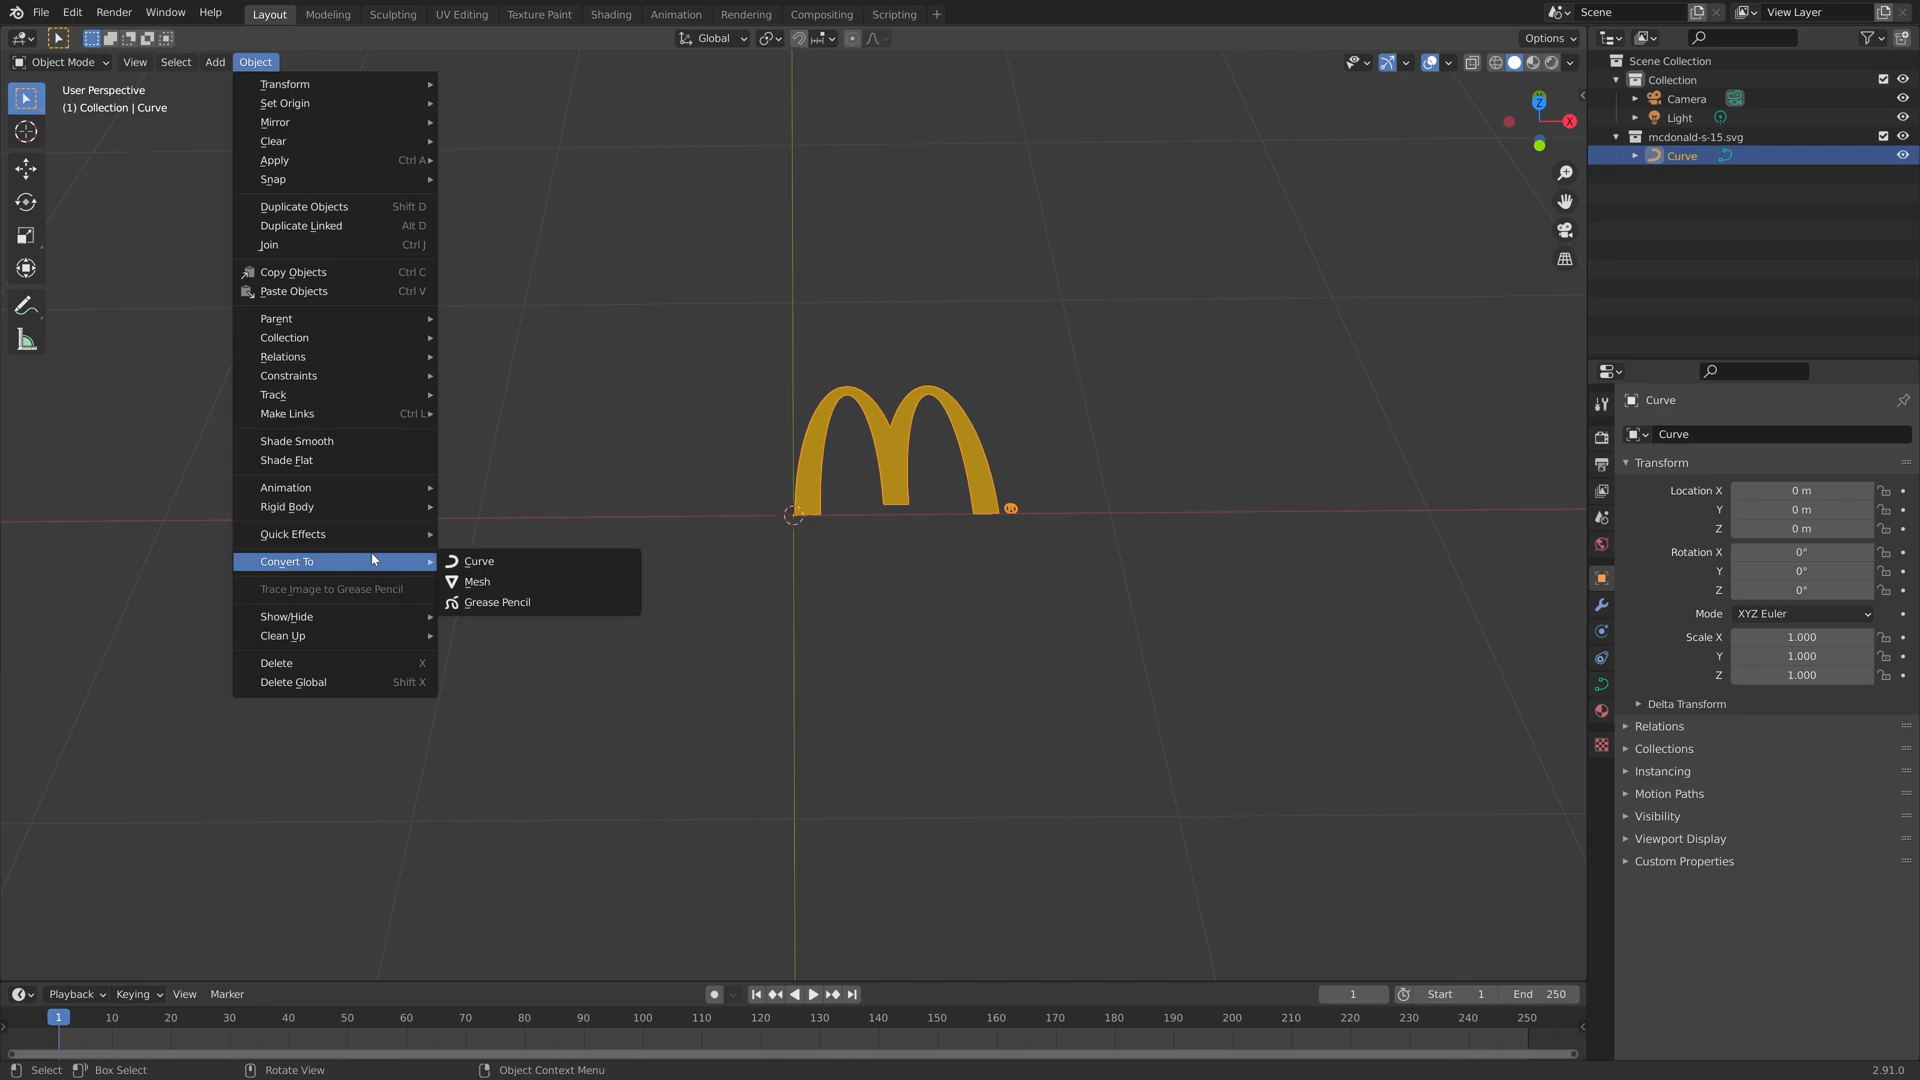 File Edit Render Window Help Layout Modeling Sculpting UV Editing Texture Paint Shading Animation Rendering Compositing Scripting + Scene View Layer
Global Options
Object Mode View Select Add Object
User Perspective
(1) Collection | Curve
Transform
Set Origin
Mirror
Clear
Apply Ctrl A
Snap
Duplicate Objects Shift D
Duplicate Linked Alt D
Join Ctrl J
Copy Objects Ctrl C
Paste Objects Ctrl V
Parent
Collection
Relations
Constraints
Track
Make Links Ctrl L
Shade Smooth
Shade Flat
Animation
Rigid Body
Quick Effects
Convert To
Trace Image to Grease Pencil
Show/Hide
Clean Up
Delete X
Delete Global Shift X
Curve
Mesh
Grease Pencil
Z
X
Scene Collection
Collection
Camera
Light
mcdonald-s-15.svg
Curve
Curve
Curve
Transform
Location X 0 m
Y 0 m
Z 0 m
Rotation X 0°
Y 0°
Z 0°
Mode XYZ Euler
Scale X 1.000
Y 1.000
Z 1.000
Delta Transform
Relations
Collections
Instancing
Motion Paths
Visibility
Viewport Display
Custom Properties
Playback Keying View Marker 1 Start 1 End 250
1 10 20 30 40 50 60 70 80 90 100 110 120 130 140 150 160 170 180 190 200 210 220 230 240 250
Select Box Select Rotate View Object Context Menu 2.91.0